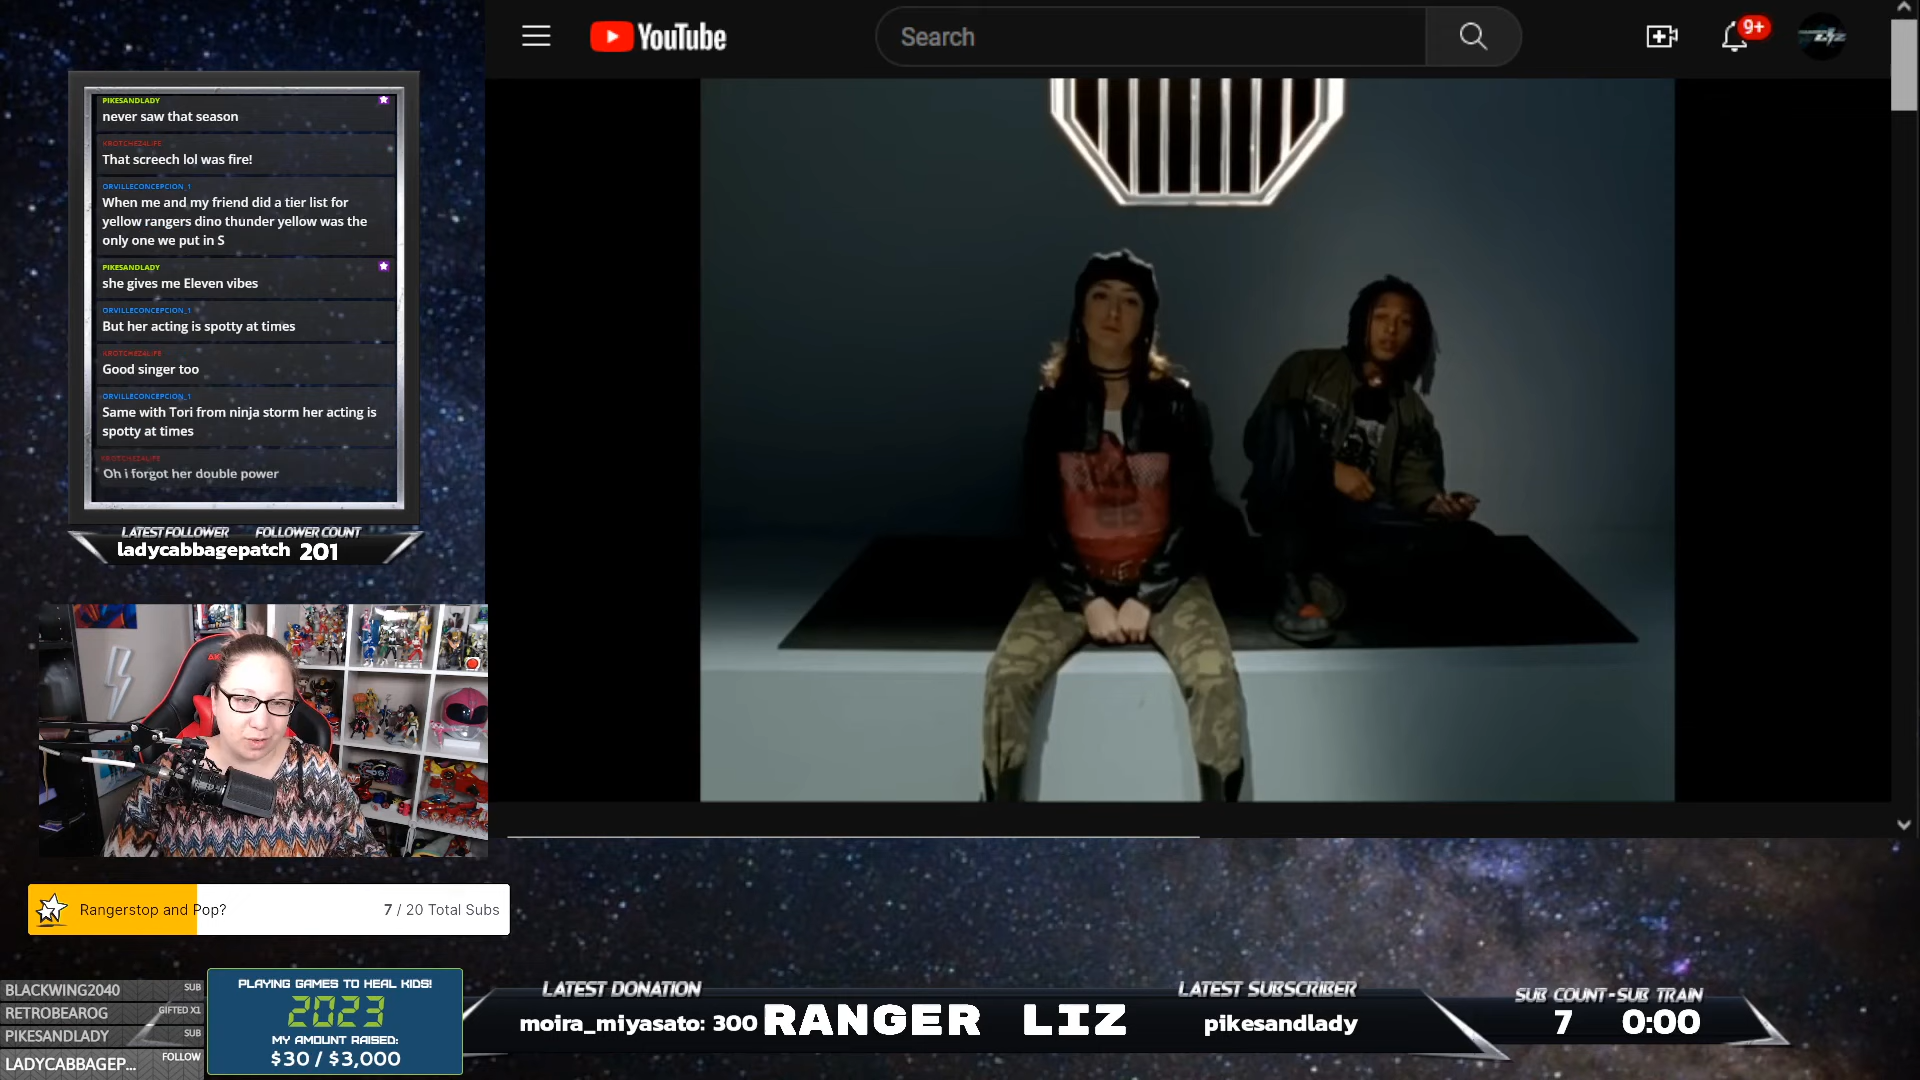 YouTube
Search
9+
PIKESANDLADY
never saw that season
KROTCHEZ4LIFE
That screech lol was fire!
ORVILLECONCEPCION_1
When me and my friend did a tier list for
yellow rangers dino thunder yellow was the
only one we put in S
PIKESANDLADY
she gives me Eleven vibes
ORVILLECONCEPCION_1
But her acting is spotty at times
KROTCHEZ4LIFE
Good singer too
ORVILLECONCEPCION_1
Same with Tori from ninja storm her acting is
spotty at times
KROTCHEZ4LIFE
Oh i forgot her double power
LATEST FOLLOWER
FOLLOWER COUNT
ladycabbagepatch 201
Rangerstop and Pop?
7 / 20 Total Subs
BLACKWING2040 SUB
RETROBEAROG GIFTED X1
PIKESANDLADY SUB
LADYCABBAGEP... FOLLOW
PLAYING GAMES TO HEAL KIDS!
2023
MY AMOUNT RAISED:
$30 / $3,000
LATEST DONATION
moira_miyasato: 300
RANGER LIZ
LATEST SUBSCRIBER
pikesandlady
SUB COUNT - SUB TRAIN
7 0:00